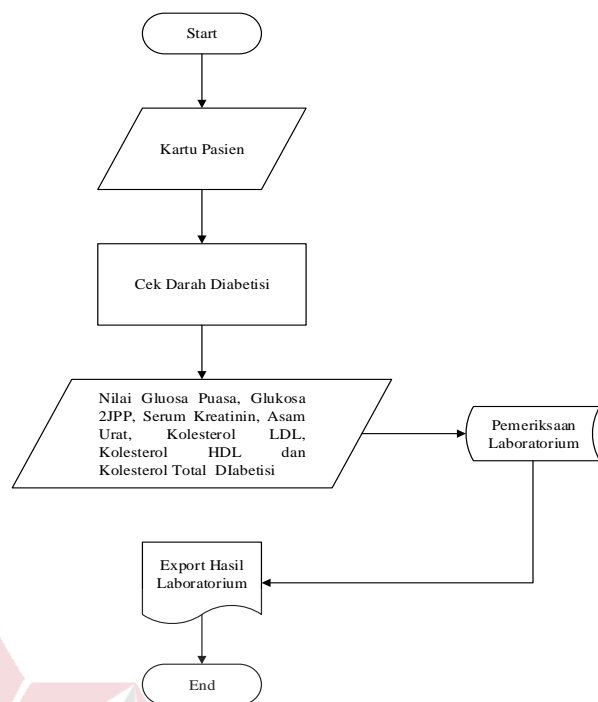 Start
Kartu Pasien
Cek Darah Diabetisi
Nilai Gluosa Puasa, Glukosa
2JPP, Serum Kreatinin, Asam
Urat, Kolesterol LDL,
Kolesterol HDL dan
Kolesterol Total DIabetisi
Pemeriksaan
Laboratorium
Export Hasil
Laboratorium
End